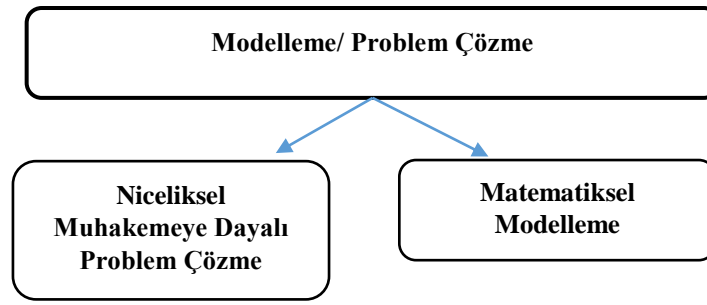 Modelleme/ Problem Çözme
Niceliksel
Muhakemeye Dayalı
Problem Çözme
Matematiksel
Modelleme